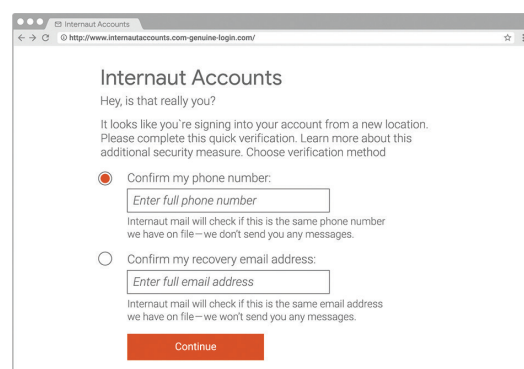 Internaut Accounts
http://www.internautaccounts.com-genuine-login.com/
Internaut Accounts
Hey, is that really you?
It looks like you`re signing into your account from a new location.
Please complete this quick verification. Learn more about this
additional security measure. Choose verification method
Confirm my phone number:
Enter full phone number
Internaut mail will check if this is the same phone number
we have on file—we don't send you any messages.
Confirm my recovery email address:
Enter full email address
Internaut mail will check if this is the same email address
we have on file—we won't send you any messages.
Continue